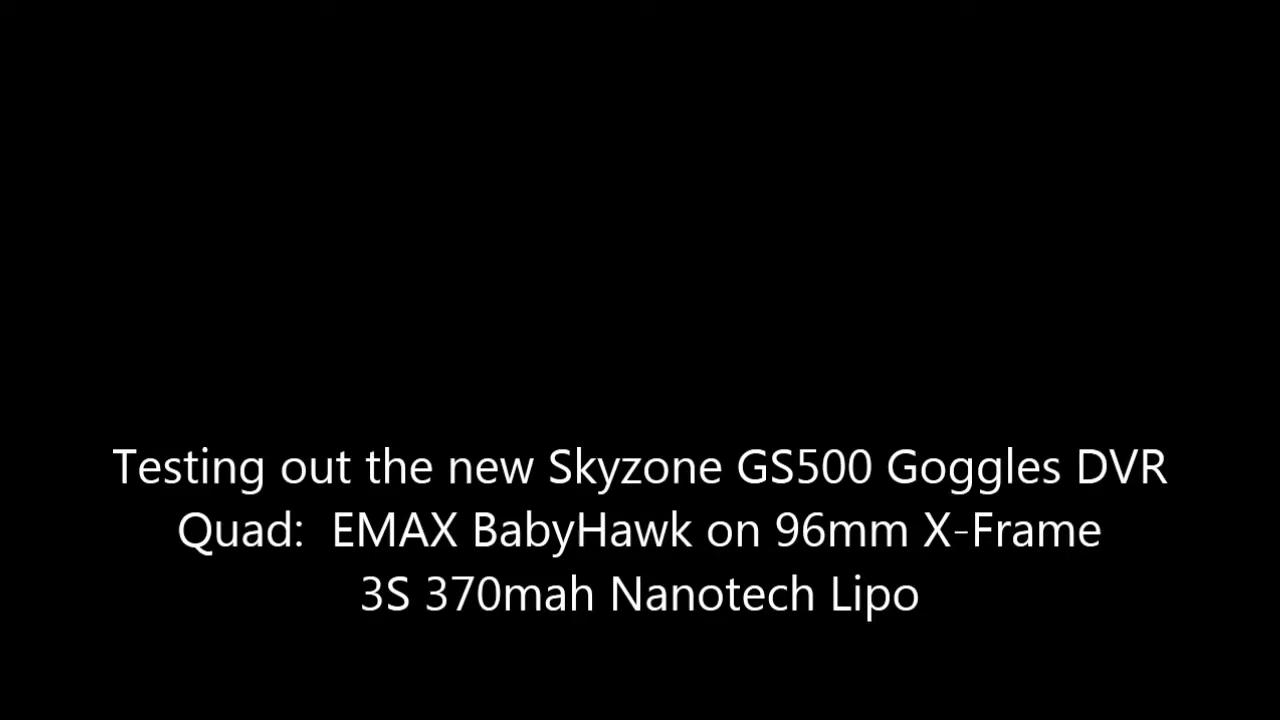 Testing out the new Skyzone GS500 Goggles DVR
Quad:  EMAX BabyHawk on 96mm X-Frame
3S 370mah Nanotech Lipo